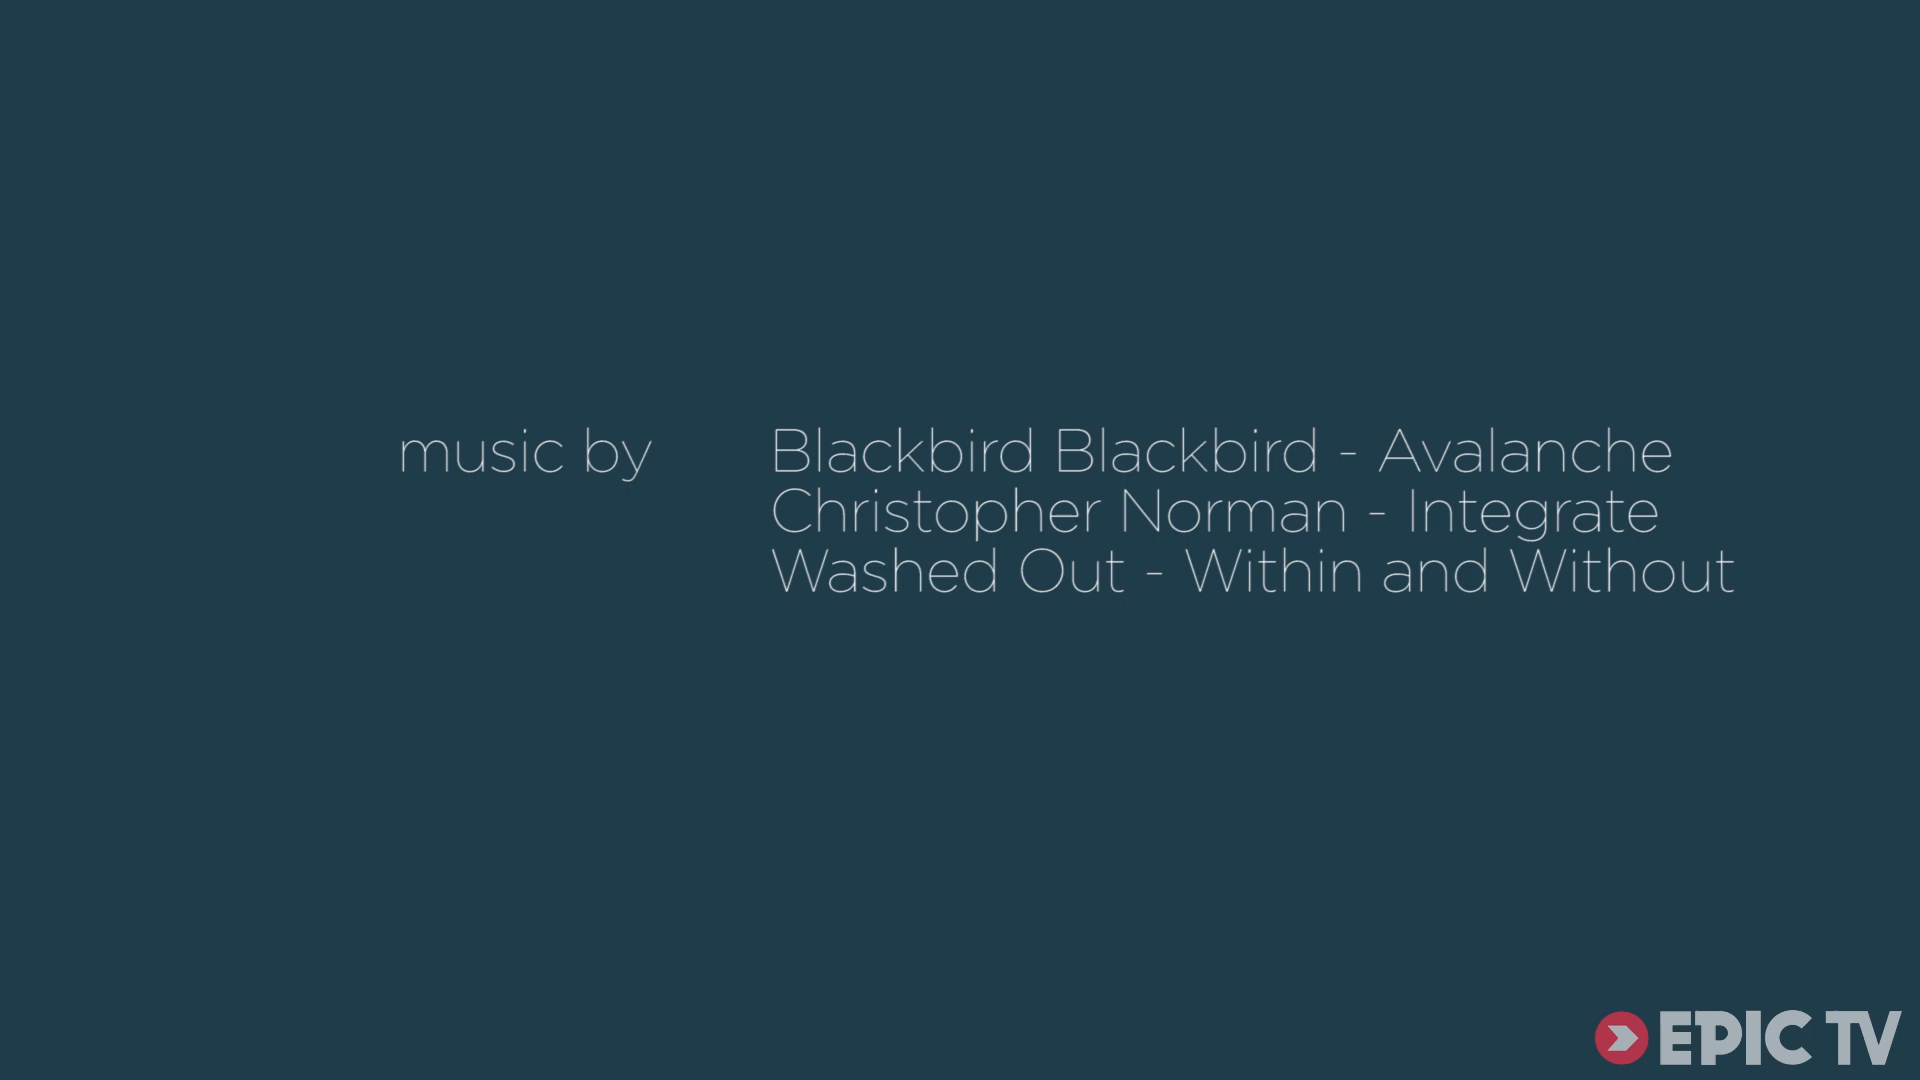 music by Blackbird Blackbird - Avalanche
Christopher Norman - Integrate
Washed Out - Within and Without
EPIC TV